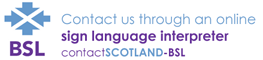 Contact us through an online
sign language interpreter
contactSCOTLAND-BSL
BSL